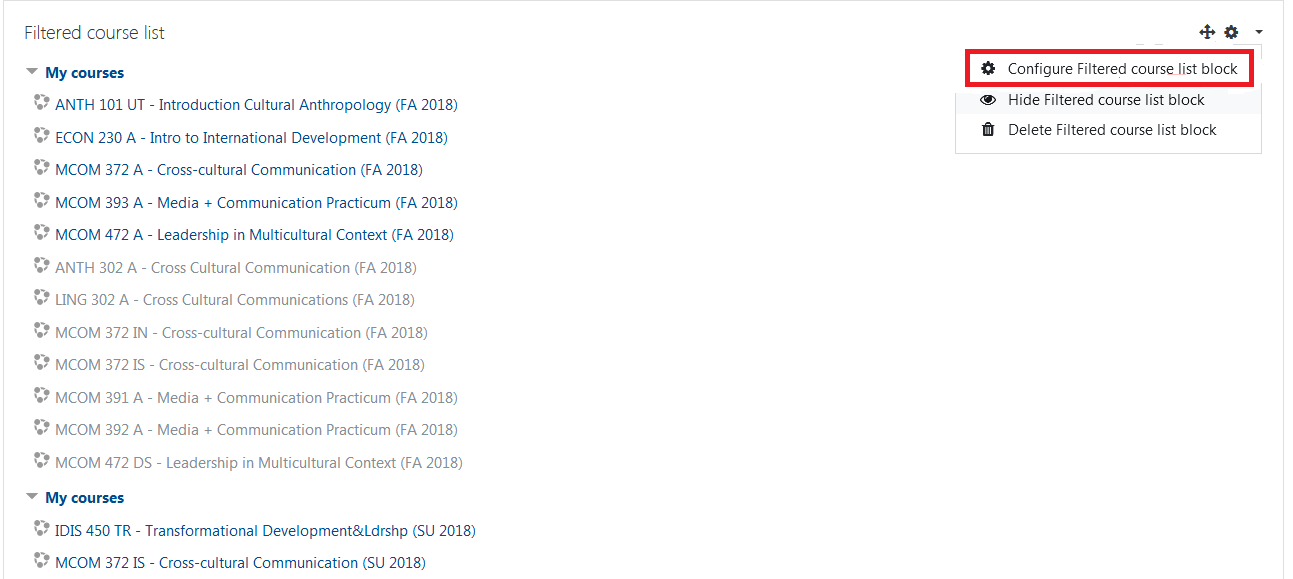 Filtered course list
Configure Filtered course list block
Hide Filtered course list block
Delete Filtered course list block
My courses
ANTH 101 UT - Introduction Cultural Anthropology (FA 2018)
ECON 230 A - Intro to International Development (FA 2018)
MCOM 372 A - Cross-cultural Communication (FA 2018)
MCOM 393 A - Media + Communication Practicum (FA 2018)
MCOM 472 A - Leadership in Multicultural Context (FA 2018)
ANTH 302 A - Cross Cultural Communication (FA 2018)
LING 302 A - Cross Cultural Communications (FA 2018)
MCOM 372 IN - Cross-cultural Communication (FA 2018)
MCOM 372 IS - Cross-cultural Communication (FA 2018)
MCOM 391 A - Media + Communication Practicum (FA 2018)
MCOM 392 A - Media + Communication Practicum (FA 2018)
MCOM 472 DS - Leadership in Multicultural Context (FA 2018)
My courses
IDIS 450 TR - Transformational Development&Ldrshp (SU 2018)
MCOM 372 IS - Cross-cultural Communication (SU 2018)